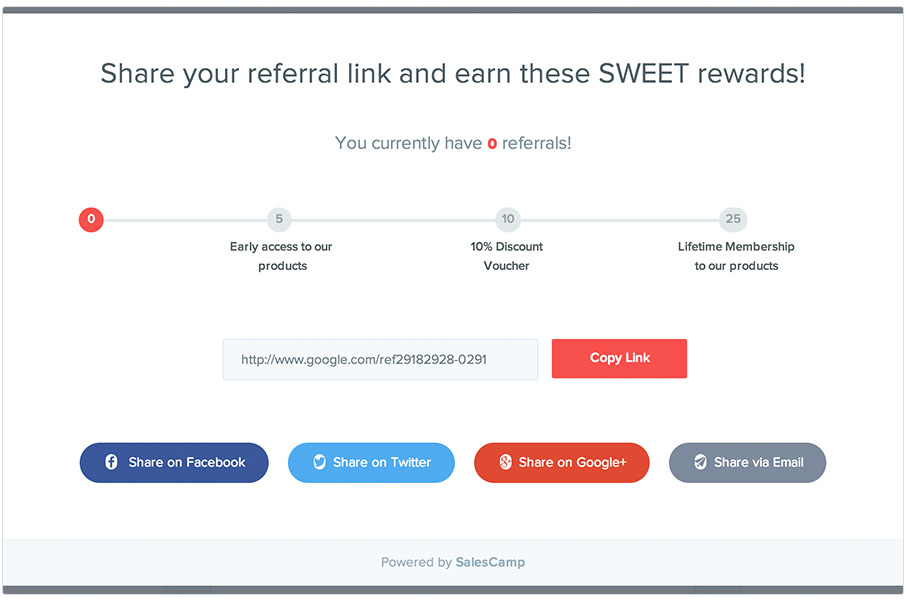 Share your referral link and earn these SWEET rewards!
You currently have 0 referrals!
0
5
10
25
Early access to our
products
10% Discount
Voucher
Lifetime Membership
to our products
http://www.google.com/ref29182928-0291
Copy Link
Share on Facebook
Share on Twitter
Share on Google+
Share via Email
Powered by SalesCamp